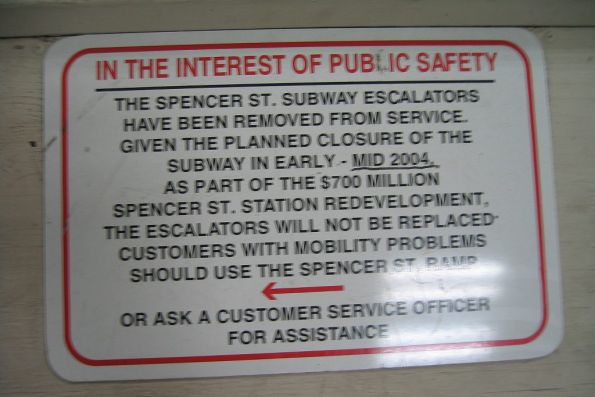 IN THE INTEREST OF PUBLIC SAFETY
THE SPENCER ST. SUBWAY ESCALATORS
HAVE BEEN REMOVED FROM SERVICE.
GIVEN THE PLANNED CLOSURE OF THE
SUBWAY IN EARLY - MID 2004,
AS PART OF THE $700 MILLION
SPENCER ST. STATION REDEVELOPMENT,
THE ESCALATORS WILL NOT BE REPLACED
CUSTOMERS WITH MOBILITY PROBLEMS
SHOULD USE THE SPENCER ST. RAMP
OR ASK A CUSTOMER SERVICE OFFICER
FOR ASSISTANCE